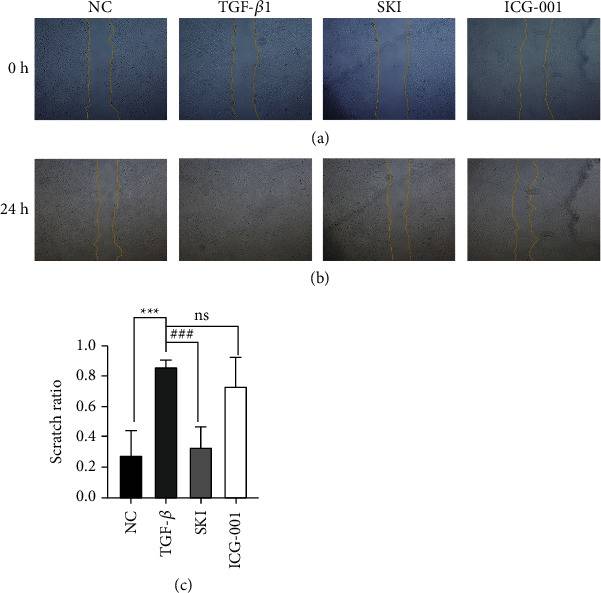 NC TGF-β1 SKI ICG-001
0 h
(a)
24 h
(b)
*** ns
###
1.0
0.8
0.6
0.4
0.2
0.0
Scratch ratio
NC TGF-β SKI ICG-001
(c)